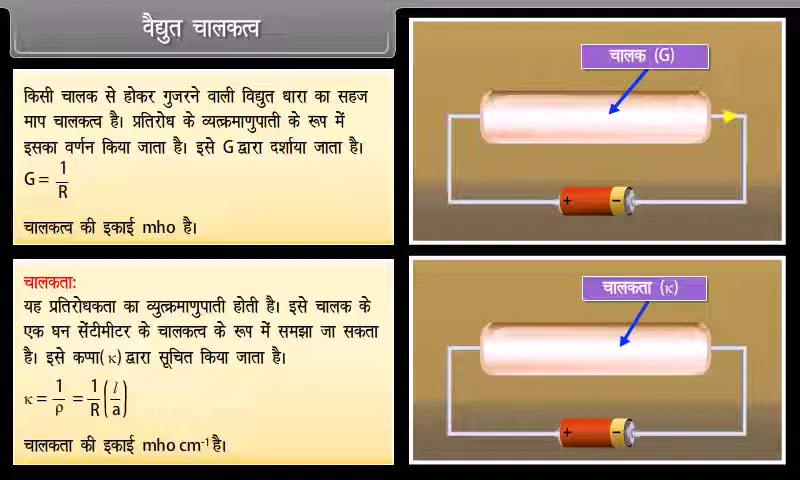 वैद्युत चालकत्व
किसी चालक से होकर गुजरने वाली विद्युत धारा का सहज
माप चालकत्व है। प्रतिरोध के व्यत्क्रमाणुपाती के रूप में
इसका वर्णन किया जाता है। इसे G द्वारा दर्शाया जाता है।
G = 1/R
चालकत्व की इकाई mho है।
चालकताः
यह प्रतिरोधकता का व्युत्क्रमाणुपाती होती है। इसे चालक के
एक घन सेंटीमीटर के चालकत्व के रूप में समझा जा सकता
है। इसे कप्पा( κ) द्वारा सूचित किया जाता है।
κ = 1/ρ = 1/R (l/a)
चालकता की इकाई mho cm⁻¹ है।
चालक (G)
+ −
चालकता (κ)
+ −